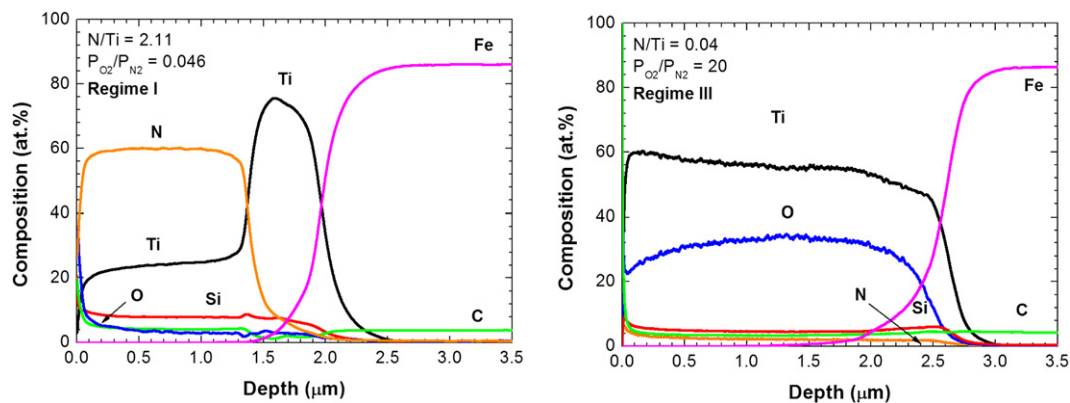 N/Ti = 2.11
P_O2/P_N2 = 0.046
Regime I
Fe
Ti
N
Ti
O
Si
C
Composition (at.%)
100
80
60
40
20
0
0.0 0.5 1.0 1.5 2.0 2.5 3.0 3.5
Depth (μm)
N/Ti = 0.04
P_O2/P_N2 = 20
Regime III
Fe
Ti
O
N
Si
C
Composition (at.%)
100
80
60
40
20
0
0.0 0.5 1.0 1.5 2.0 2.5 3.0 3.5
Depth (μm)